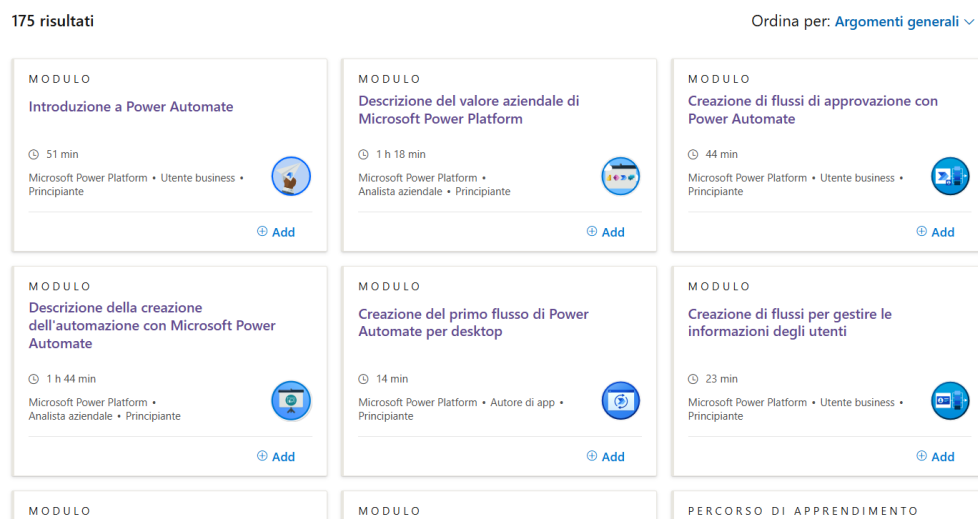 175 risultati
Ordina per: Argomenti generali
MODULO
Introduzione a Power Automate
51 min
Microsoft Power Platform • Utente business •
Principiante
Add
MODULO
Descrizione del valore aziendale di
Microsoft Power Platform
1 h 18 min
Microsoft Power Platform •
Analista aziendale • Principiante
Add
MODULO
Creazione di flussi di approvazione con
Power Automate
44 min
Microsoft Power Platform • Utente business •
Principiante
Add
MODULO
Descrizione della creazione
dell'automazione con Microsoft Power
Automate
1 h 44 min
Microsoft Power Platform •
Analista aziendale • Principiante
Add
MODULO
Creazione del primo flusso di Power
Automate per desktop
14 min
Microsoft Power Platform • Autore di app •
Principiante
Add
MODULO
Creazione di flussi per gestire le
informazioni degli utenti
23 min
Microsoft Power Platform • Utente business •
Principiante
Add
MODULO
MODULO
PERCORSO DI APPRENDIMENTO